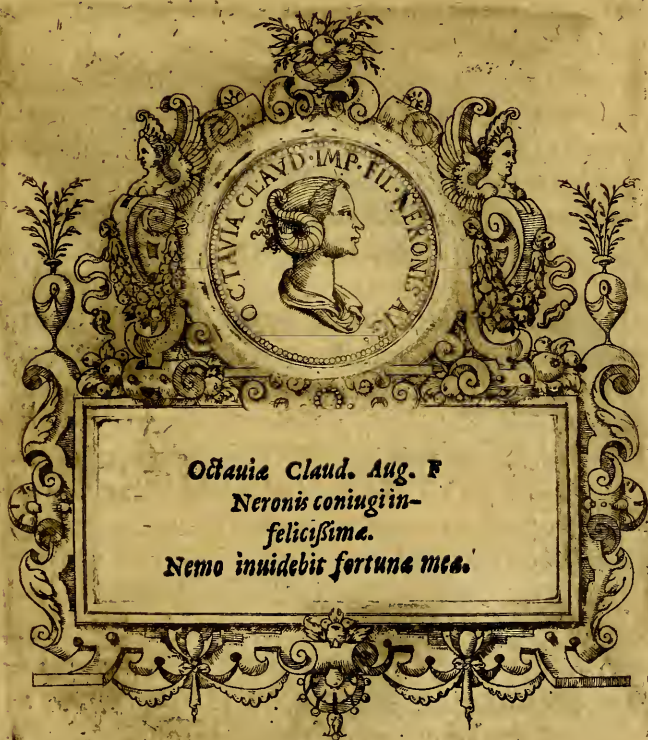 OCTAVIA CLAVD·IMP·FIL·NERONIS AVG
Octauiæ Claud. Aug. F
Neronis coniugi in-
felicißimæ.
Nemo inuidebit fortunæ meæ.